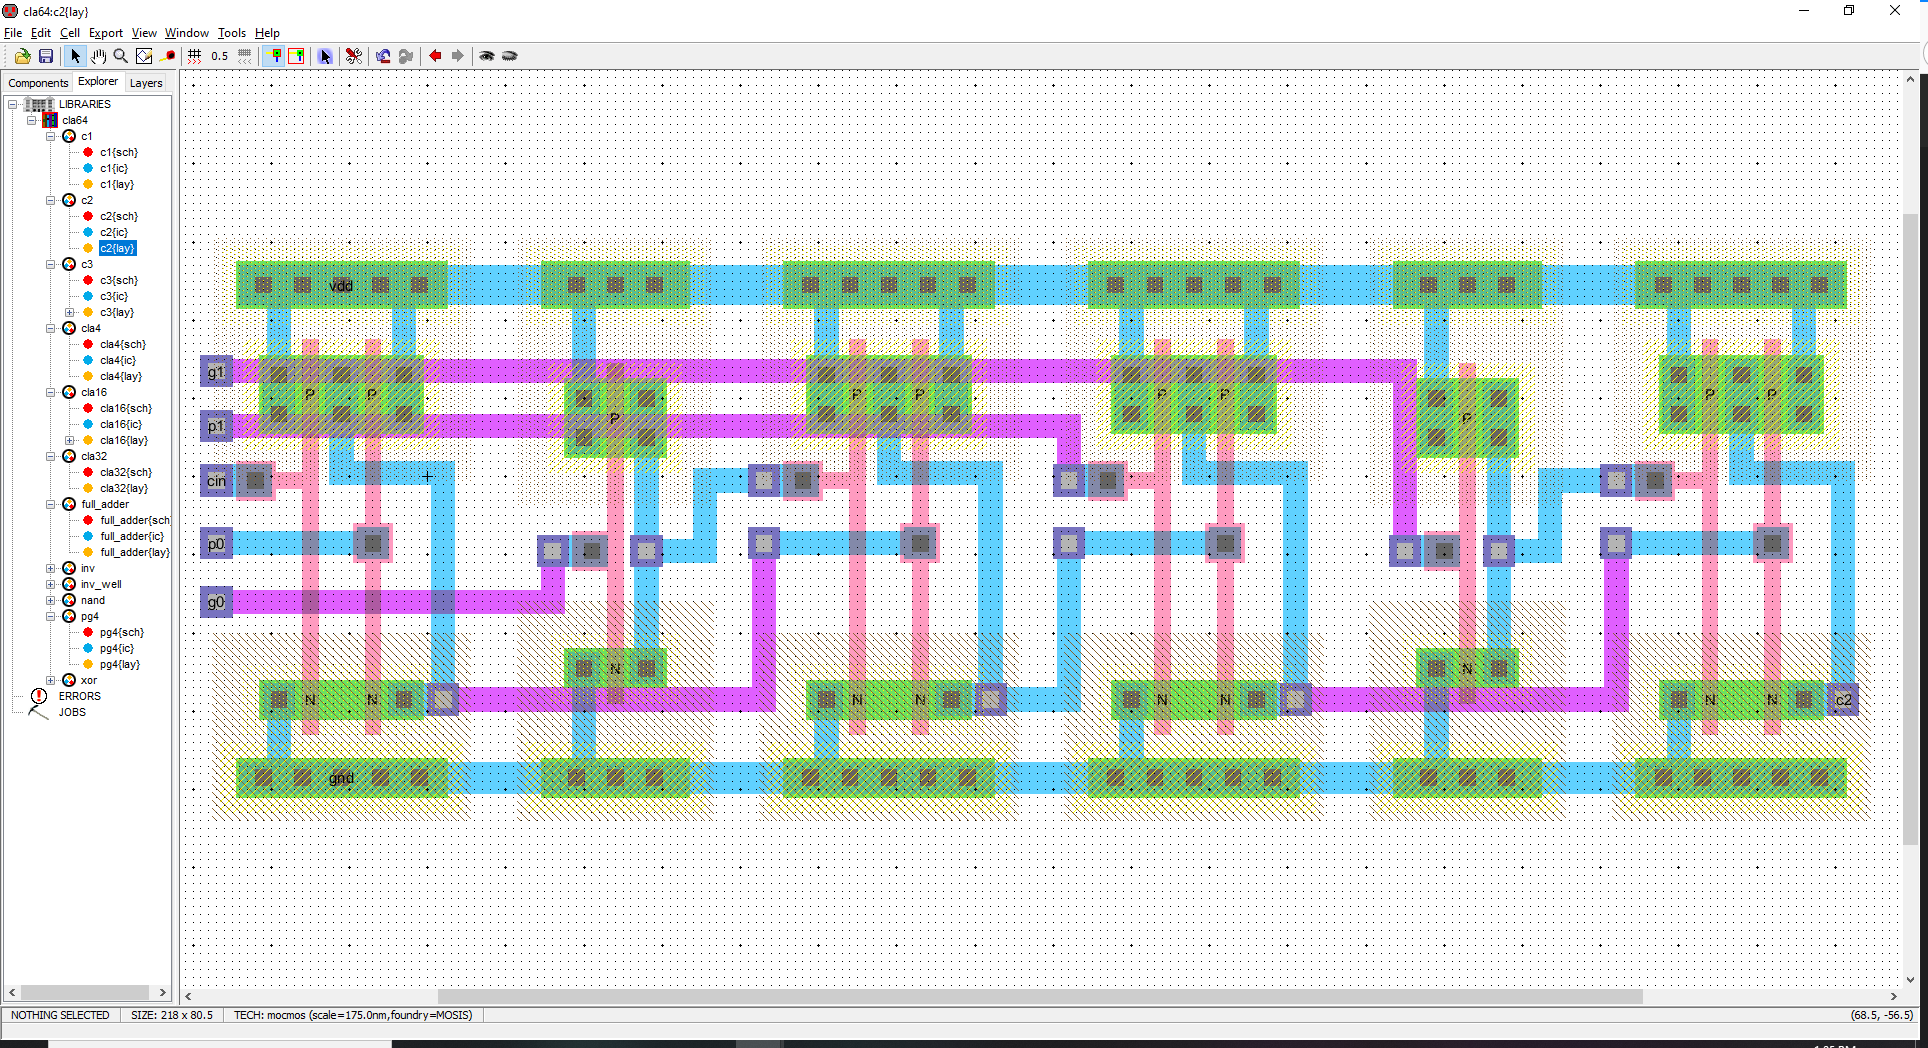 cla64:c2{lay}
File Edit Cell Export View Window Tools Help
0.5
Components Explorer Layers
LIBRARIES
cla64
c1
c1{sch}
c1{ic}
c1{lay}
c2
c2{sch}
c2{ic}
c2{lay}
c3
c3{sch}
c3{ic}
c3{lay}
cla4
cla4{sch}
cla4{ic}
cla4{lay}
cla16
cla16{sch}
cla16{ic}
cla16{lay}
cla32
cla32{sch}
cla32{lay}
full_adder
full_adder{sch
full_adder{ic}
full_adder{lay}
inv
inv_well
nand
pg4
pg4{sch}
pg4{ic}
pg4{lay}
xor
ERRORS
JOBS
vdd
g1
P P P P P P P P
p1 P P
cin
p0
g0
N N
N N N N N N N N c2
gnd
NOTHING SELECTED SIZE: 218 x 80.5 TECH: mocmos (scale=175.0nm,foundry=MOSIS) (68.5, -56.5)